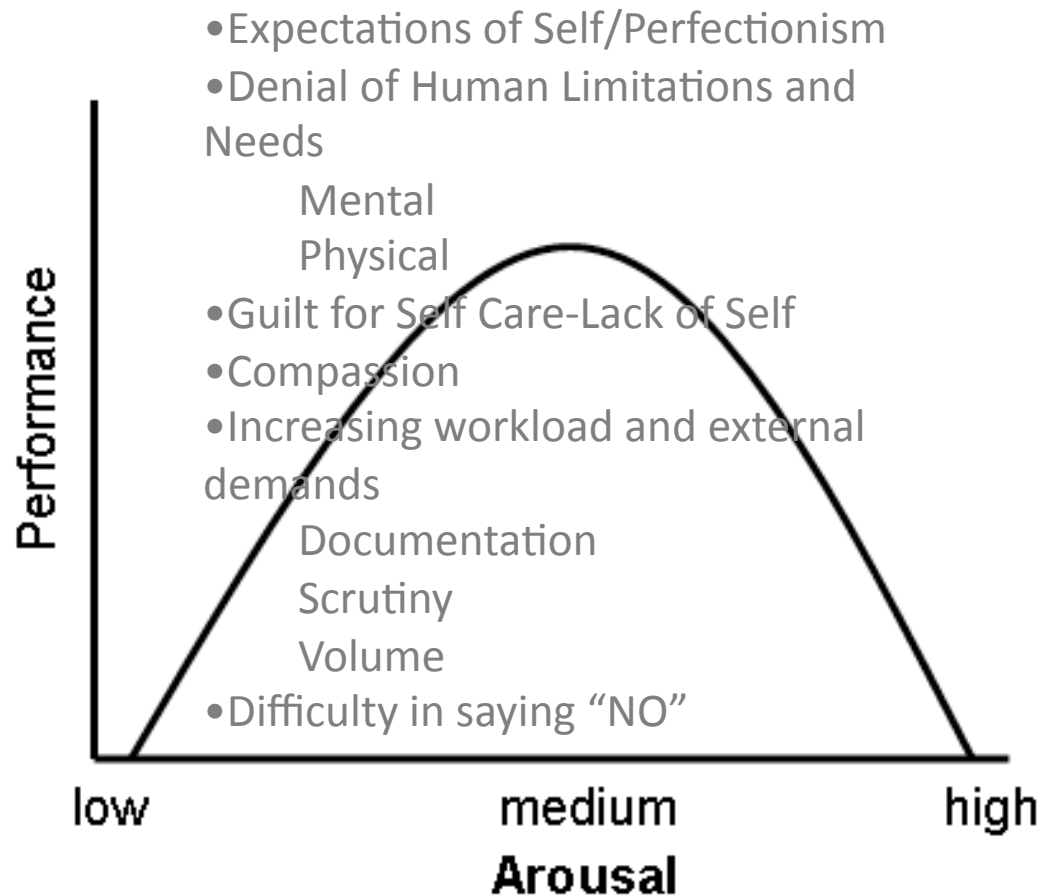 •Expectations of Self/Perfectionism
•Denial of Human Limitations and
Needs
Mental
Physical
•Guilt for Self Care-Lack of Self
•Compassion
•Increasing workload and external
demands
Documentation
Scrutiny
Volume
•Difficulty in saying “NO”
Performance
low medium high
Arousal